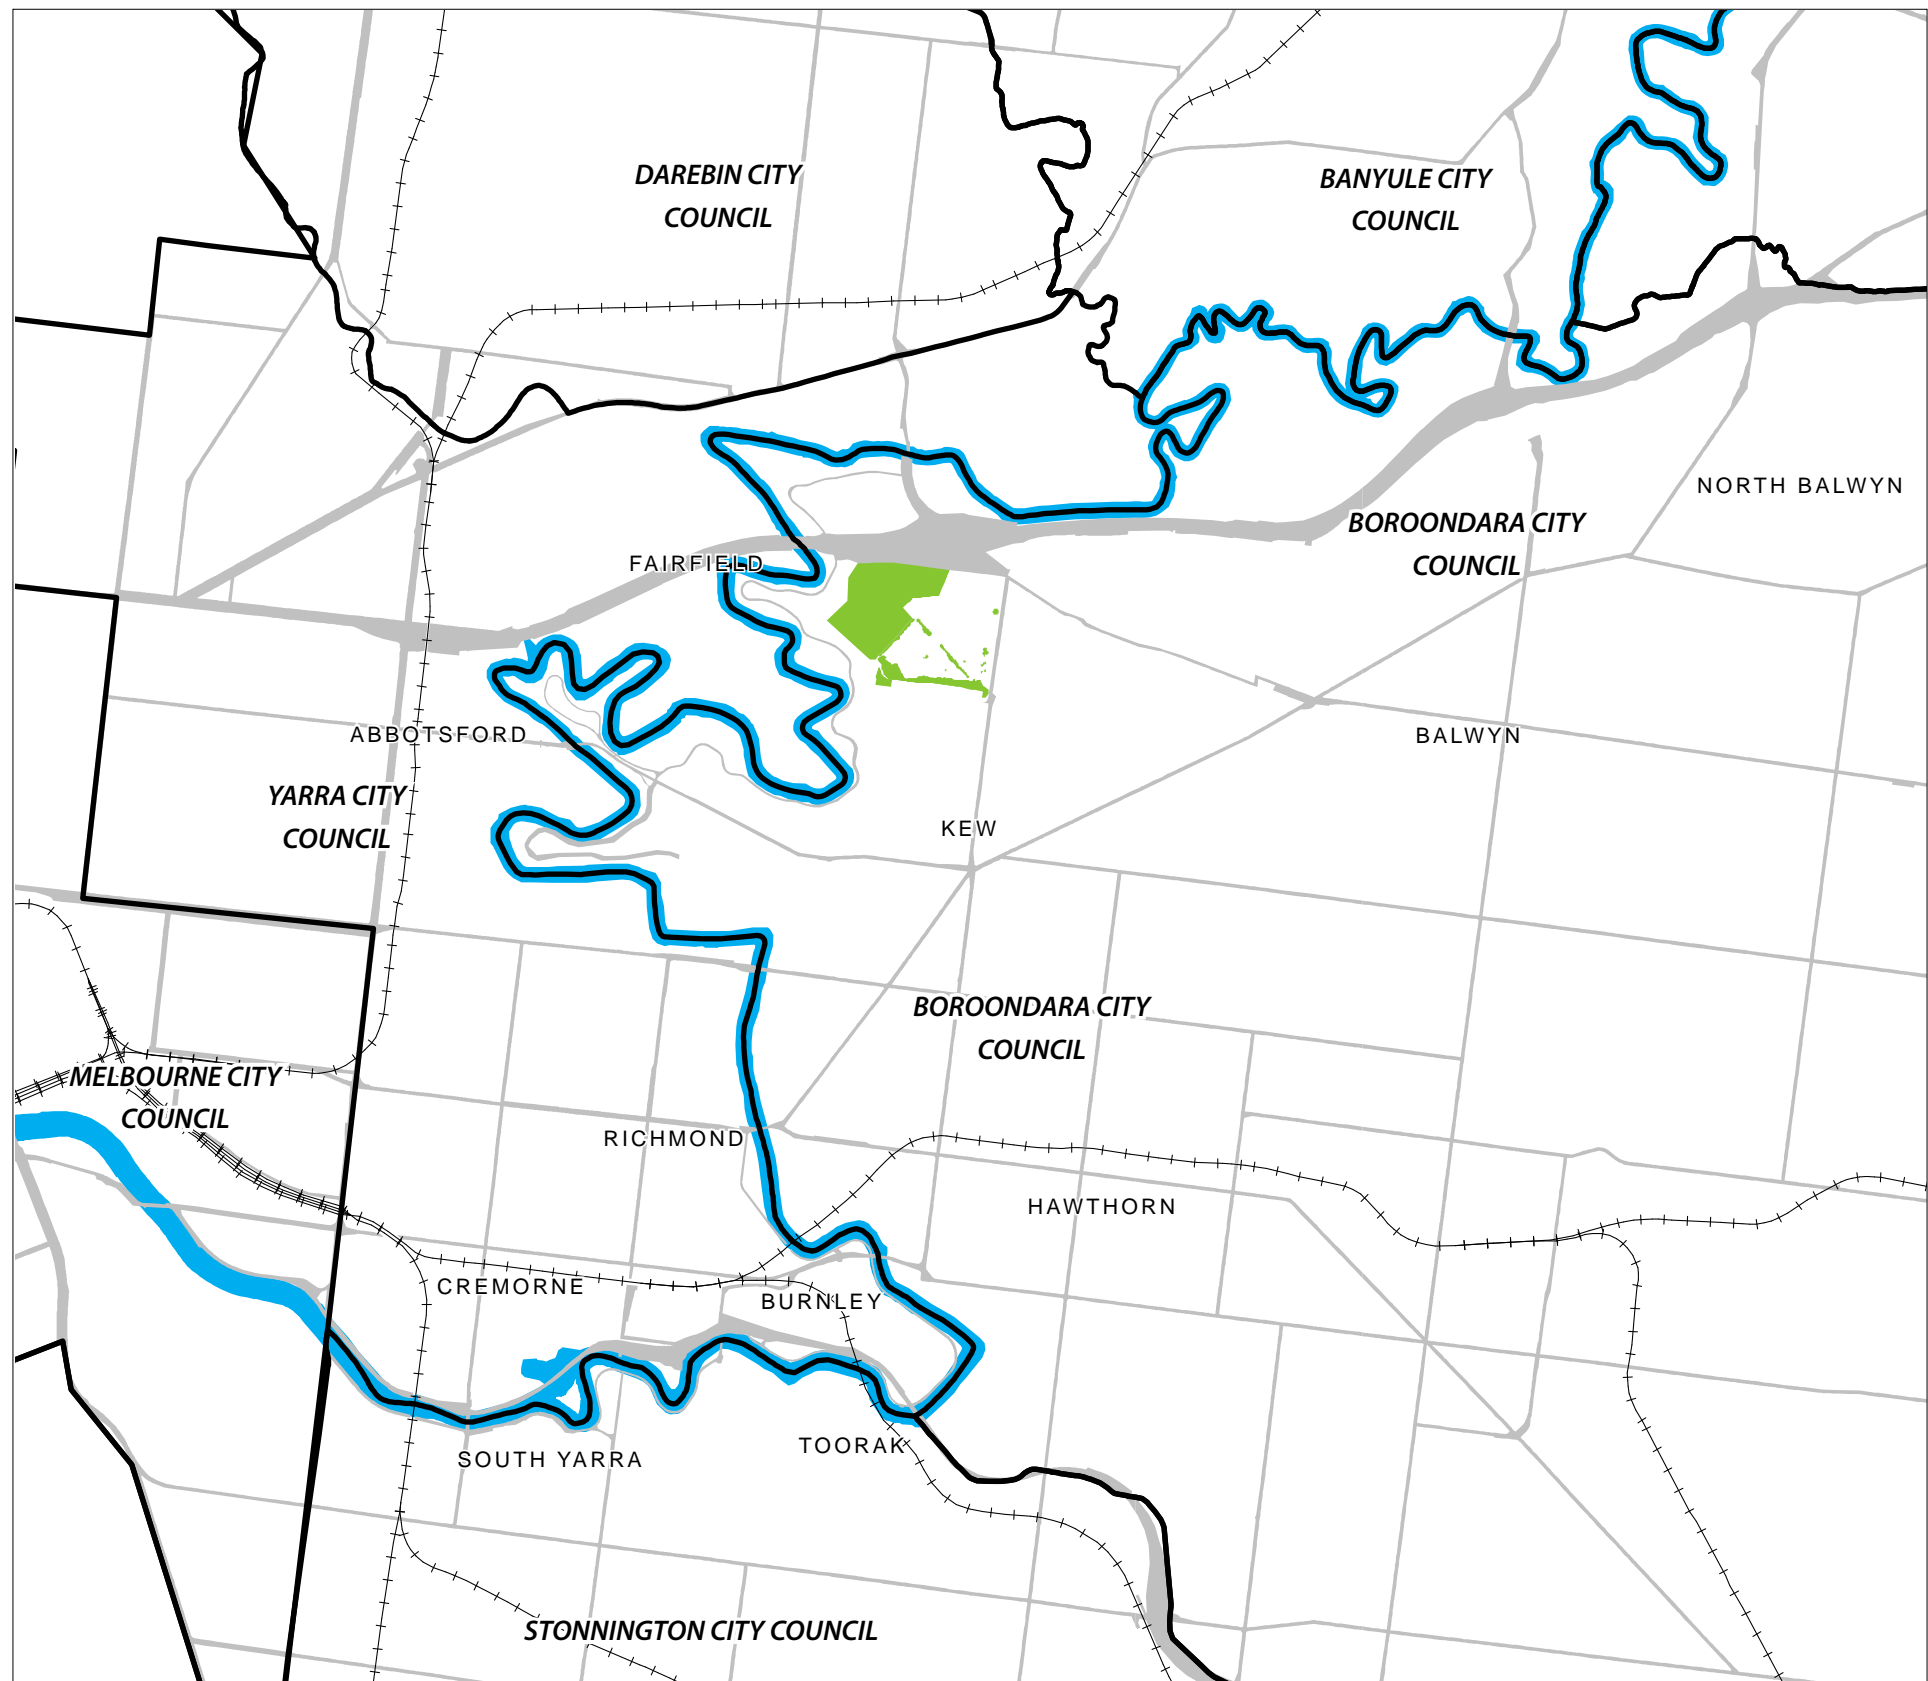 DAREBIN CITY
COUNCIL
BANYULE CITY
COUNCIL
NORTH BALWYN
BOROONDARA CITY
COUNCIL
FAIRFIELD
ABBOTSFORD
BALWYN
YARRA CITY
COUNCIL
KEW
BOROONDARA CITY
COUNCIL
MELBOURNE CITY
COUNCIL
RICHMOND
HAWTHORN
CREMORNE
BURNLEY
TOORAK
SOUTH YARRA
STONNINGTON CITY COUNCIL